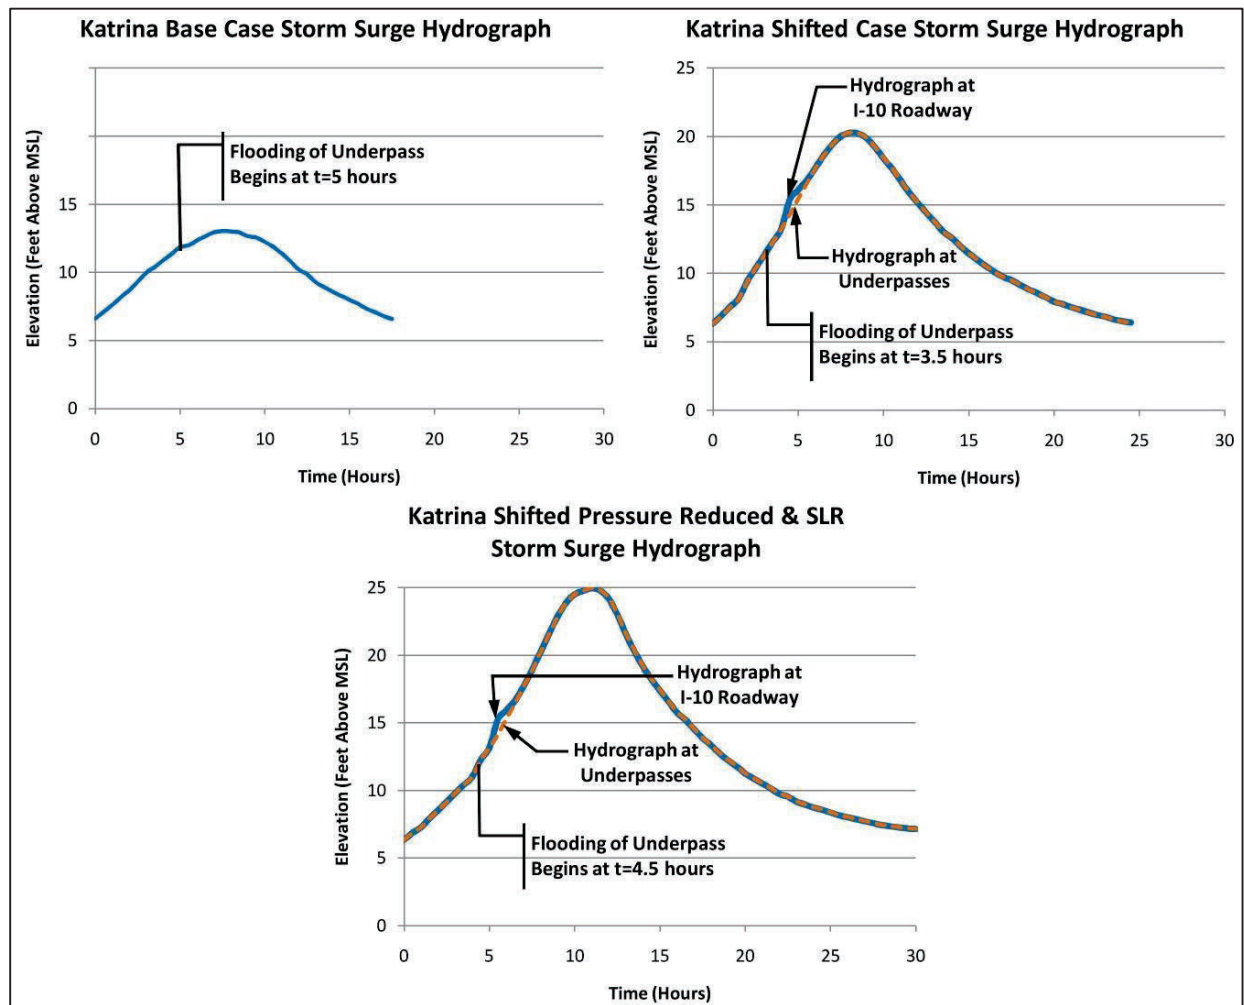 Katrina Base Case Storm Surge Hydrograph
Elevation (Feet Above MSL)
15
10
5
0
Flooding of Underpass
Begins at t=5 hours
0 5 10 15 20 25 30
Time (Hours)
Katrina Shifted Case Storm Surge Hydrograph
Elevation (Feet Above MSL)
25
20
15
10
5
0
Hydrograph at
I-10 Roadway
Hydrograph at
Underpasses
Flooding of Underpass
Begins at t=3.5 hours
0 5 10 15 20 25 30
Time (Hours)
Katrina Shifted Pressure Reduced & SLR
Storm Surge Hydrograph
Elevation (Feet Above MSL)
25
20
15
10
5
0
Hydrograph at
I-10 Roadway
Hydrograph at
Underpasses
Flooding of Underpass
Begins at t=4.5 hours
0 5 10 15 20 25 30
Time (Hours)